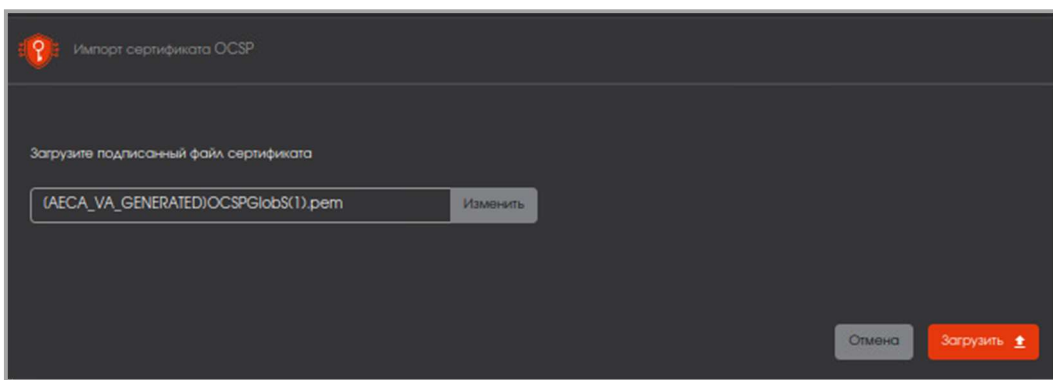 Импорт сертификата OCSP
Загрузите подписанный файл сертификата
(AECA_VA_GENERATED)OCSPGlobS(1).pem
Изменить
Отмена
Загрузить